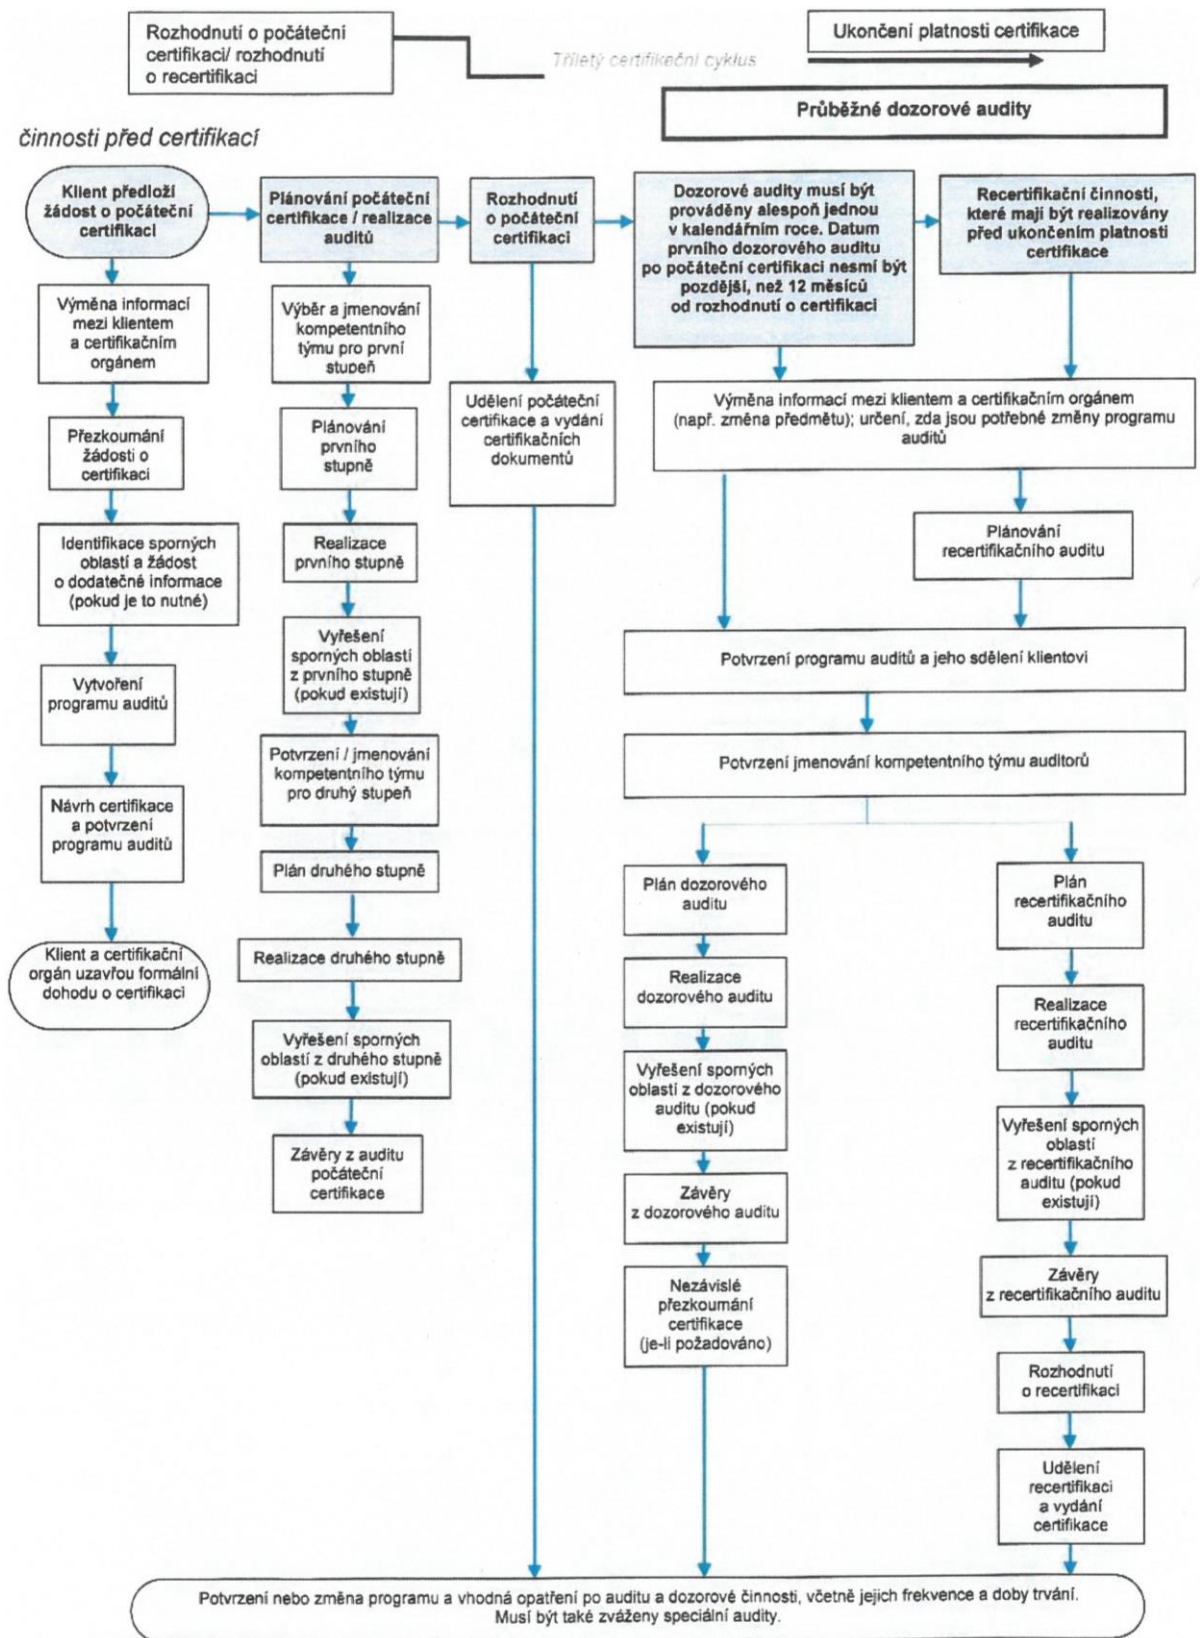 Rozhodnutí o počáteční
certifikaci/ rozhodnutí
o recertifikaci
Tříletý certifikační cyklus
Ukončení platnosti certifikace
Průběžné dozorové audity
činnosti před certifikací
Klient předloží
žádost o počáteční
certifikaci
Výměna informací
mezi klientem
a certifikačním
orgánem
Přezkoumání
žádosti o
certifikaci
Identifikace sporných
oblastí a žádost
o dodatečné informace
(pokud je to nutné)
Vytvoření
programu auditů
Návrh certifikace
a potvrzení
programu auditů
Klient a certifikační
orgán uzavřou formální
dohodu o certifikaci
Plánování počáteční
certifikace / realizace
auditů
Výběr a jmenování
kompetentního
týmu pro první
stupeň
Plánování
prvního
stupně
Realizace
prvního stupně
Vyřešení
sporných oblastí
z prvního stupně
(pokud existují)
Potvrzení / jmenování
kompetentního týmu
pro druhý stupeň
Plán druhého stupně
Realizace druhého stupně
Vyřešení sporných
oblastí z druhého stupně
(pokud existují)
Závěry z auditu
počáteční
certifikace
Rozhodnutí
o počáteční
certifikaci
Udělení počáteční
certifikace a vydání
certifikačních
dokumentů
Dozorové audity musí být
prováděny alespoň jednou
v kalendářním roce. Datum
prvního dozorového auditu
po počáteční certifikaci nesmí být
pozdější, než 12 měsíců
od rozhodnutí o certifikaci
Recertifikační činnosti,
které mají být realizovány
před ukončením platnosti
certifikace
Výměna informací mezi klientem a certifikačním orgánem
(např. změna předmětu); určení, zda jsou potřebné změny programu
auditů
Plánování
recertifikačního auditu
Potvrzení programu auditů a jeho sdělení klientovi
Potvrzení jmenování kompetentního týmu auditorů
Plán dozorového
auditu
Realizace
dozorového auditu
Vyřešení sporných
oblastí z dozorového
auditu (pokud
existují)
Závěry
z dozorového auditu
Nezávislé
přezkoumání
certifikace
(je-li požadováno)
Plán
recertifikačního
auditu
Realizace
recertifikačního
auditu
Vyřešení sporných
oblastí
z recertifikačního
auditu (pokud
existují)
Závěry
z recertifikačního auditu
Rozhodnutí
o recertifikaci
Udělení
recertifikaci
a vydání
certifikace
Potvrzení nebo změna programu a vhodná opatření po auditu a dozorové činnosti, včetně jejich frekvence a doby trvání.
Musí být také zváženy speciální audity.